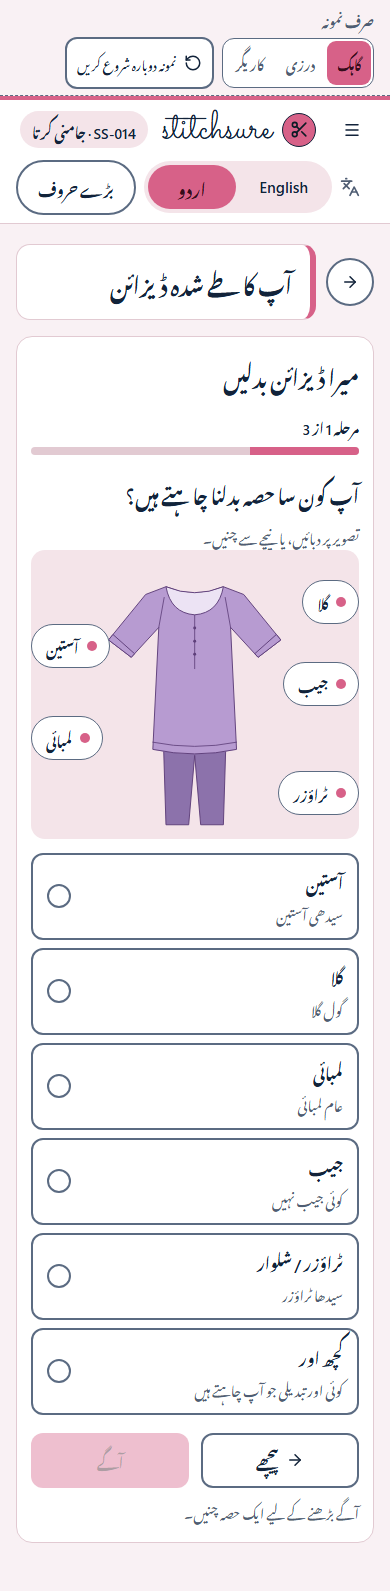 صرف نمونہ
گاہک درزی کاریگر نمونہ دوبارہ شروع کریں
stitchsure SS-014 · جامنی کرتا
English اردو بڑے حروف
آپ کا طے شدہ ڈیزائن
میرا ڈیزائن بدلیں
مرحلہ 1 از 3
آپ کون سا حصہ بدلنا چاہتے ہیں؟
تصویر پر دبائیں، یا نیچے سے چنیں۔
گلا
آستین
جیب
لمبائی
ٹراؤزر
آستین
سیدھی آستین
گلا
گول گلا
لمبائی
عام لمبائی
جیب
کوئی جیب نہیں
ٹراؤزر / شلوار
سیدھا ٹراؤزر
کچھ اور
کوئی اور تبدیلی جو آپ چاہتے ہیں
پیچھے آگے
آگے بڑھنے کے لیے ایک حصہ چنیں۔